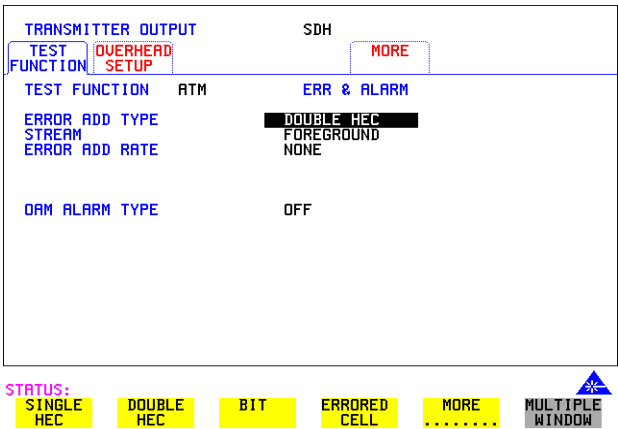 TRANSMITTER OUTPUT SDH
TEST FUNCTION OVERHEAD SETUP MORE
TEST FUNCTION ATM ERR & ALARM
ERROR ADD TYPE DOUBLE HEC
STREAM FOREGROUND
ERROR ADD RATE NONE
OAM ALARM TYPE OFF
STATUS:
SINGLE DOUBLE BIT ERRORED MORE MULTIPLE
HEC HEC CELL ........ WINDOW